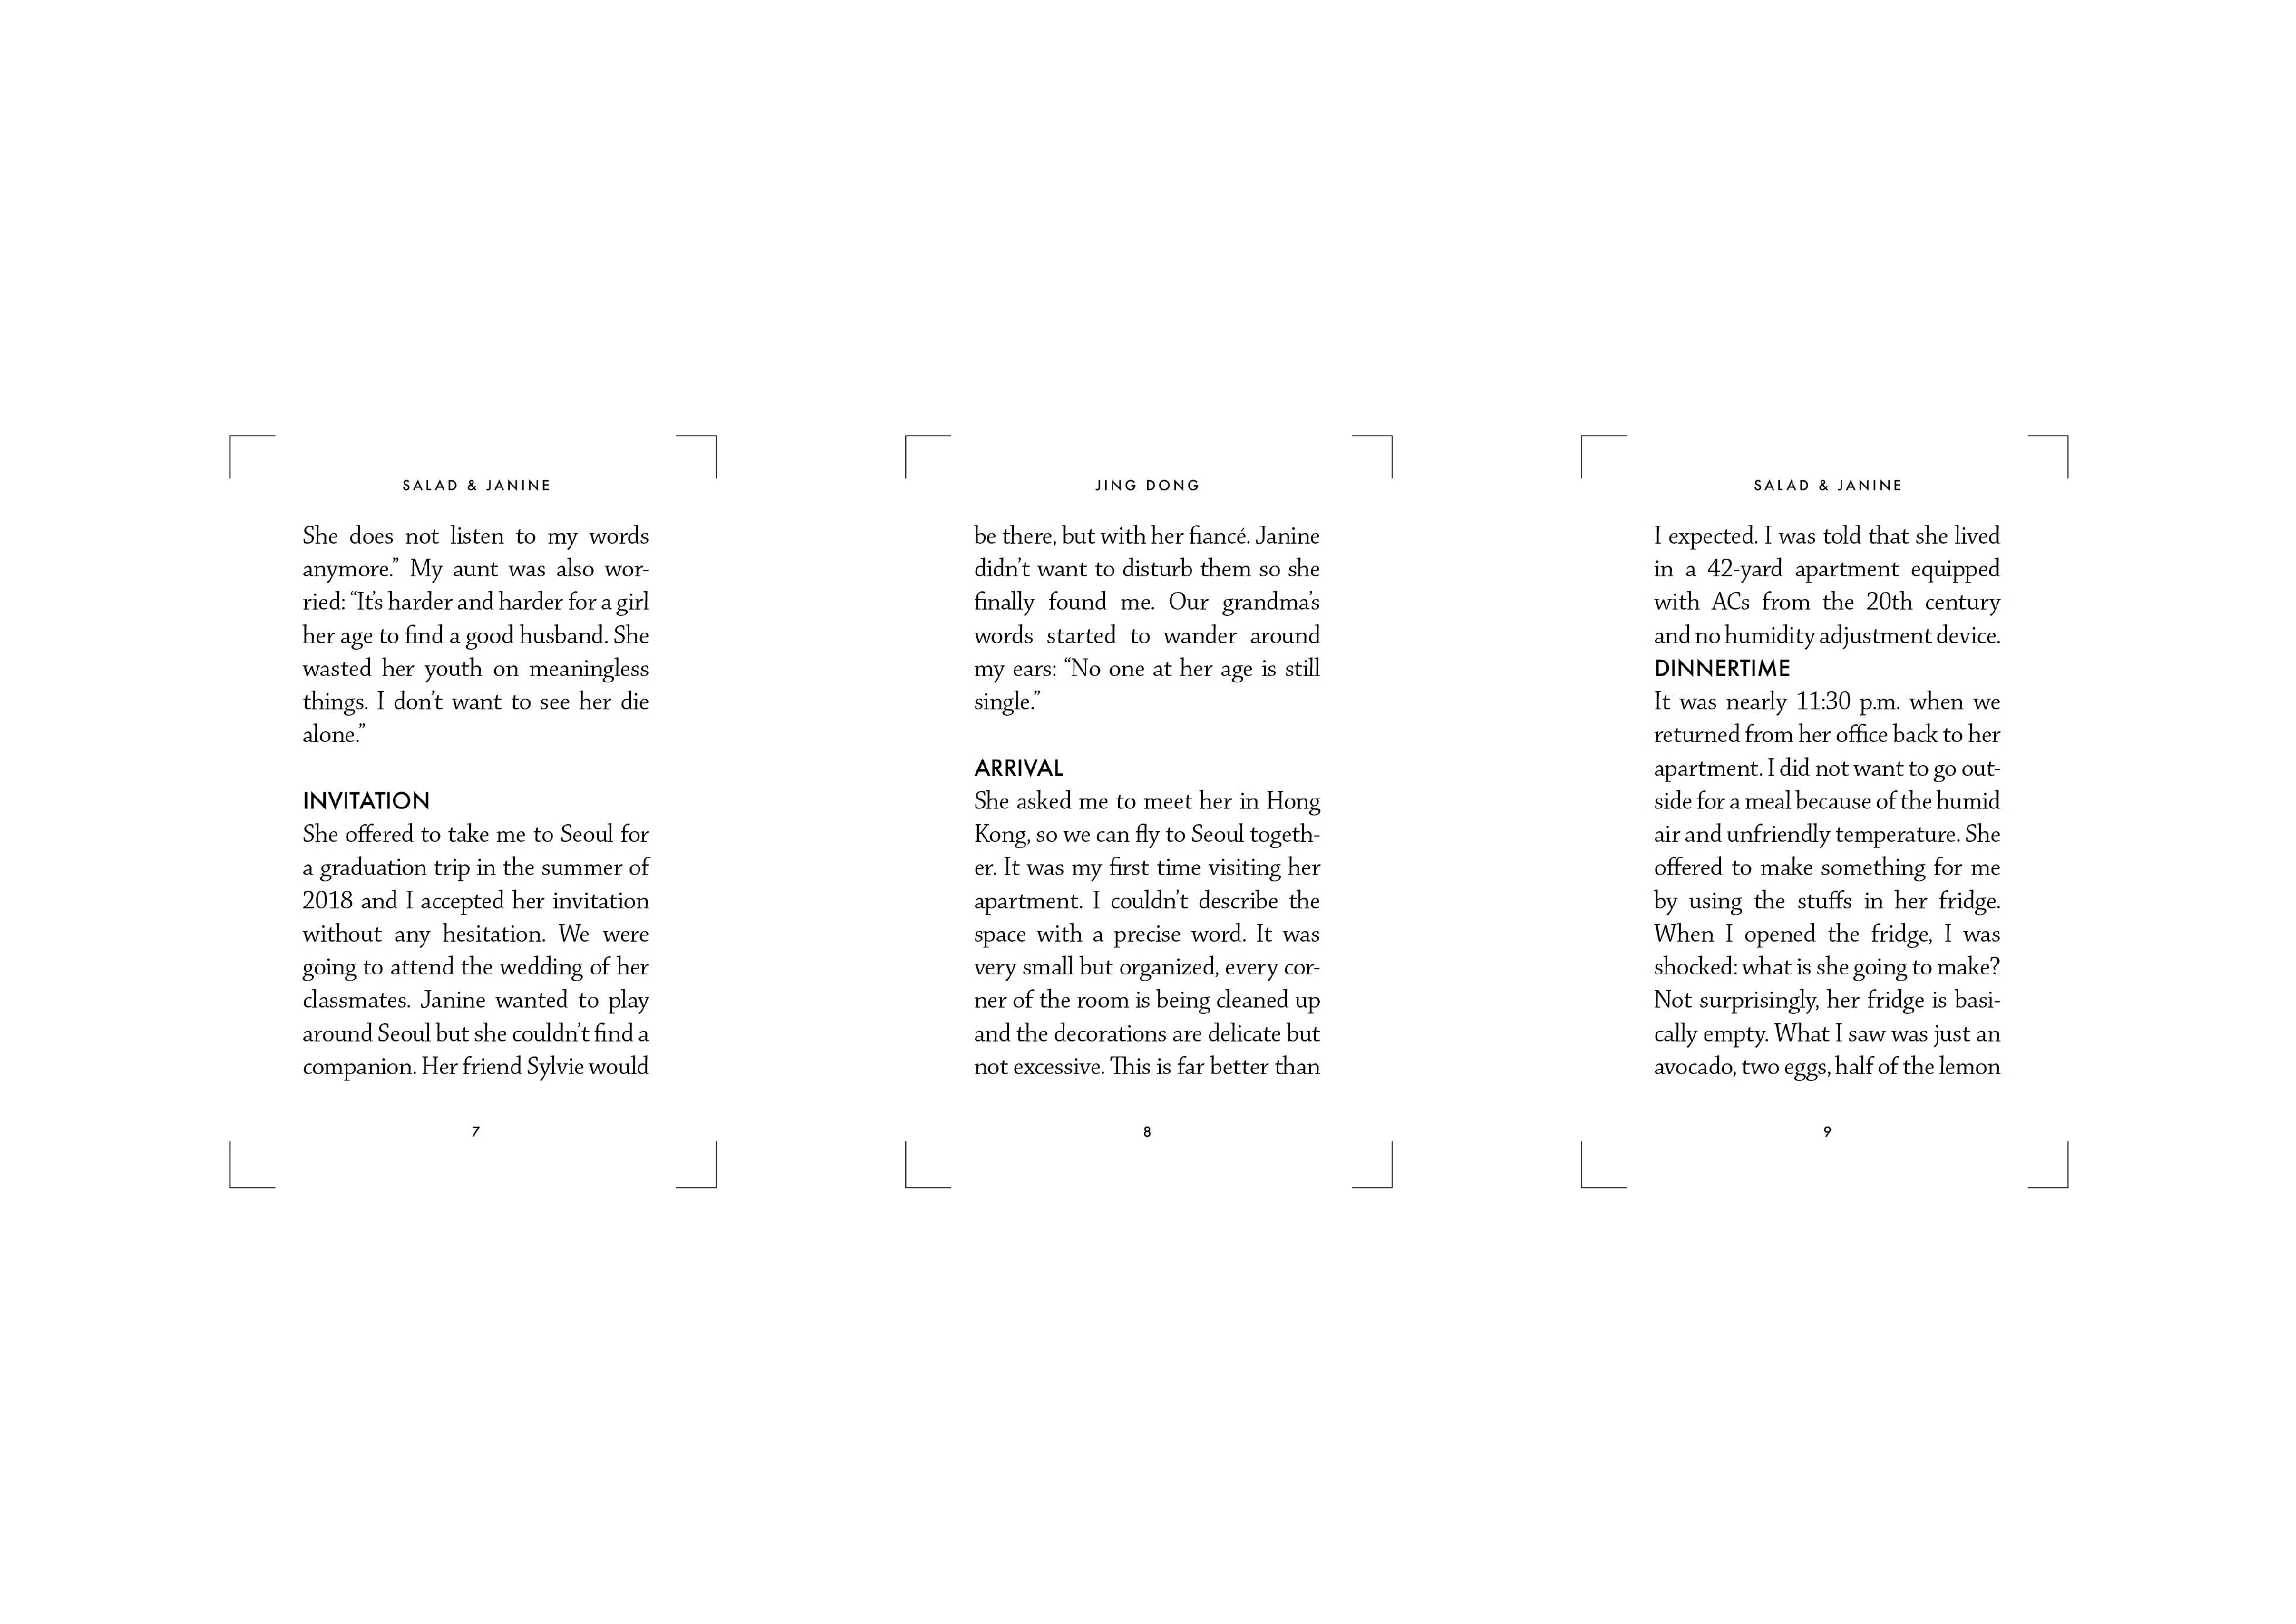 SALAD & JANINE
She does not listen to my words
anymore.” My aunt was also wor-
ried: “It’s harder and harder for a girl
her age to find a good husband. She
wasted her youth on meaningless
things. I don’t want to see her die
alone.”
INVITATION
She offered to take me to Seoul for
a graduation trip in the summer of
2018 and I accepted her invitation
without any hesitation. We were
going to attend the wedding of her
classmates. Janine wanted to play
around Seoul but she couldn’t find a
companion. Her friend Sylvie would
7
JING DONG
be there, but with her fiancé. Janine
didn’t want to disturb them so she
finally found me. Our grandma’s
words started to wander around
my ears: “No one at her age is still
single.”
ARRIVAL
She asked me to meet her in Hong
Kong, so we can fly to Seoul togeth-
er. It was my first time visiting her
apartment. I couldn’t describe the
space with a precise word. It was
very small but organized, every cor-
ner of the room is being cleaned up
and the decorations are delicate but
not excessive. This is far better than
8
SALAD & JANINE
I expected. I was told that she lived
in a 42-yard apartment equipped
with ACs from the 20th century
and no humidity adjustment device.
DINNERTIME
It was nearly 11:30 p.m. when we
returned from her office back to her
apartment. I did not want to go out-
side for a meal because of the humid
air and unfriendly temperature. She
offered to make something for me
by using the stuffs in her fridge.
When I opened the fridge, I was
shocked: what is she going to make?
Not surprisingly, her fridge is basi-
cally empty. What I saw was just an
avocado, two eggs, half of the lemon
9